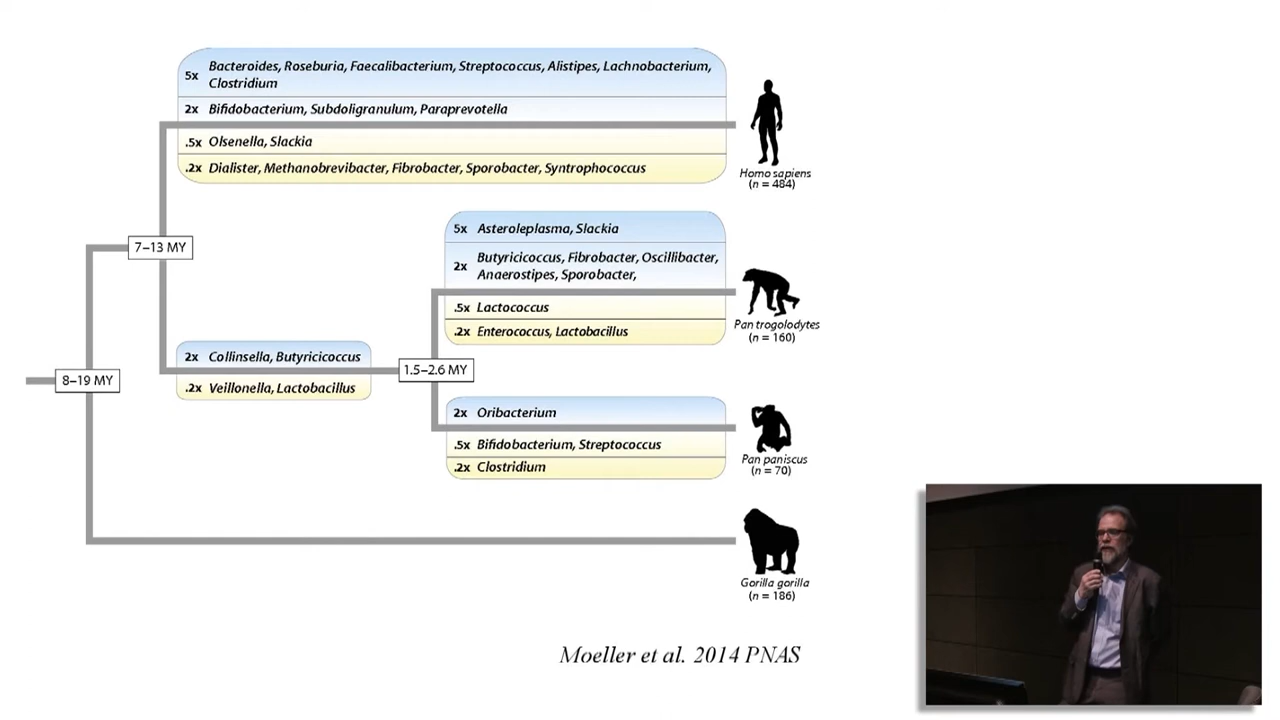 5x Bacteroides, Roseburia, Faecalibacterium, Streptococcus, Alistipes, Lachnobacterium,
Clostridium
2x Bifidobacterium, Subdoligranulum, Paraprevotella
.5x Olsenella, Slackia
.2x Dialister, Methanobrevibacter, Fibrobacter, Sporobacter, Syntrophococcus
Homo sapiens
(n = 484)
7–13 MY
5x Asteroleplasma, Slackia
2x Butyricicoccus, Fibrobacter, Oscillibacter,
Anaerostipes, Sporobacter,
.5x Lactococcus
.2x Enterococcus, Lactobacillus
Pan trogolodytes
(n = 160)
2x Collinsella, Butyricicoccus
.2x Veillonella, Lactobacillus
1.5–2.6 MY
8–19 MY
2x Oribacterium
.5x Bifidobacterium, Streptococcus
.2x Clostridium
Pan paniscus
(n = 70)
Gorilla gorilla
(n = 186)
Moeller et al. 2014 PNAS